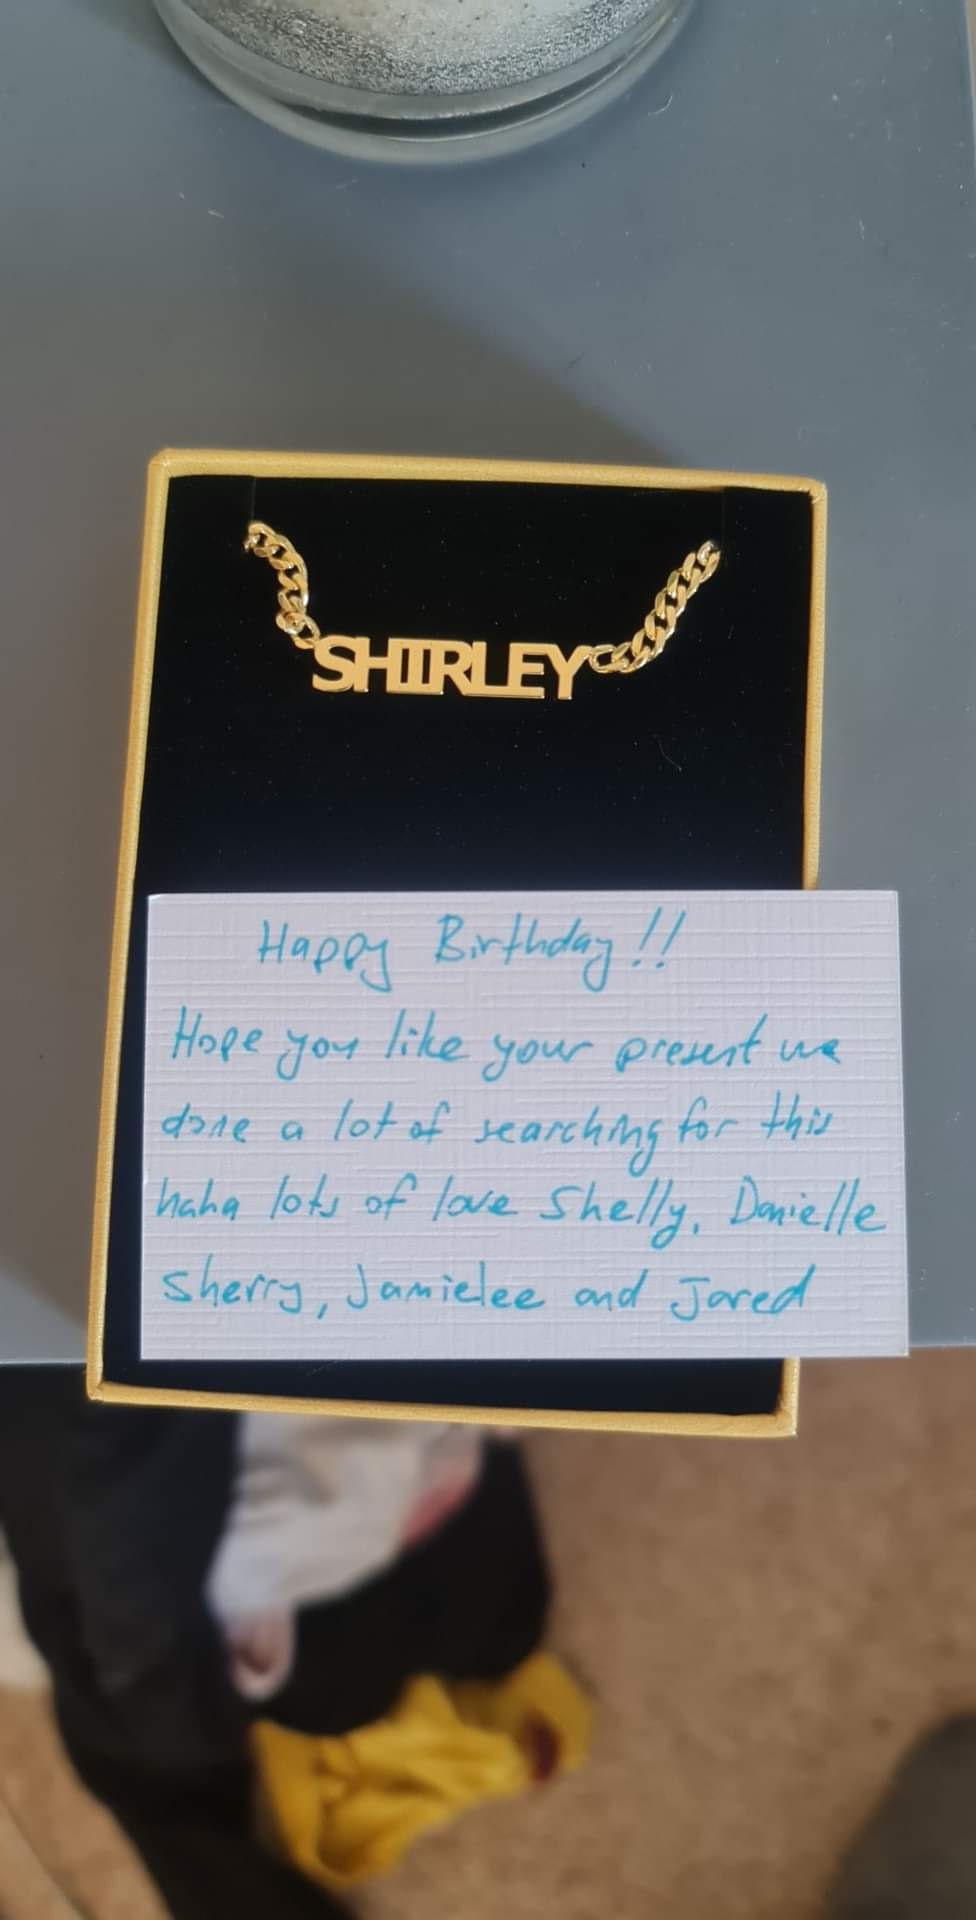 SHIRLEY
Happy Birthday!!
Hope you like your present we
done a lot of searching for this
haha lots of love Shelly, Danielle
Sherry, Jamielee and Jared